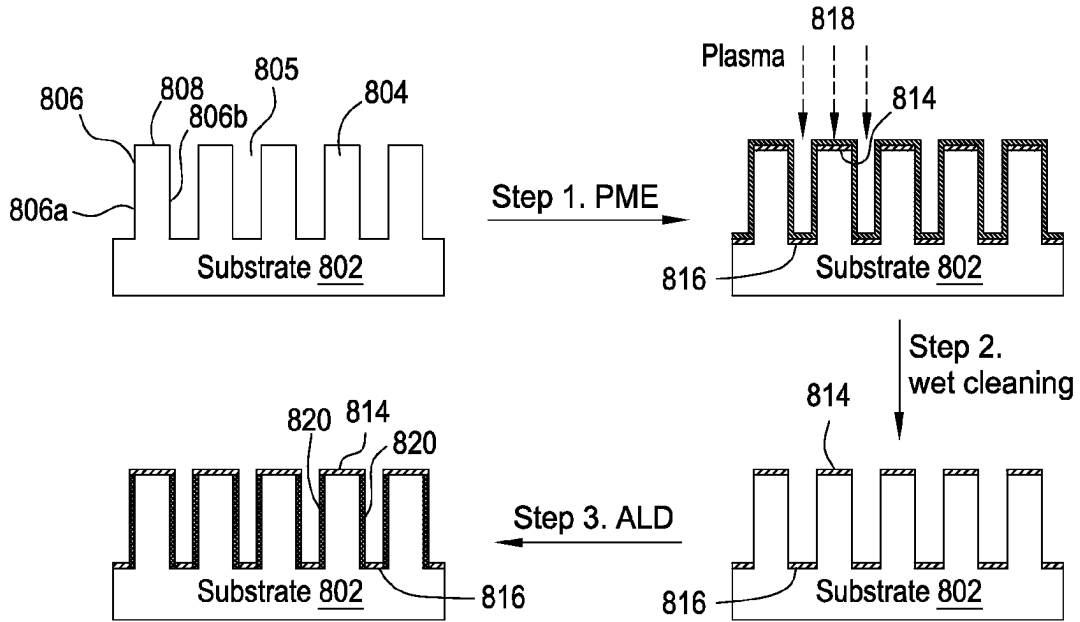 806
808
806b
805
804
806a
Substrate 802
Step 1. PME
818
Plasma
814
816
Substrate 802
Step 2.
wet cleaning
814
816
Substrate 802
Step 3. ALD
820
814
820
Substrate 802
816